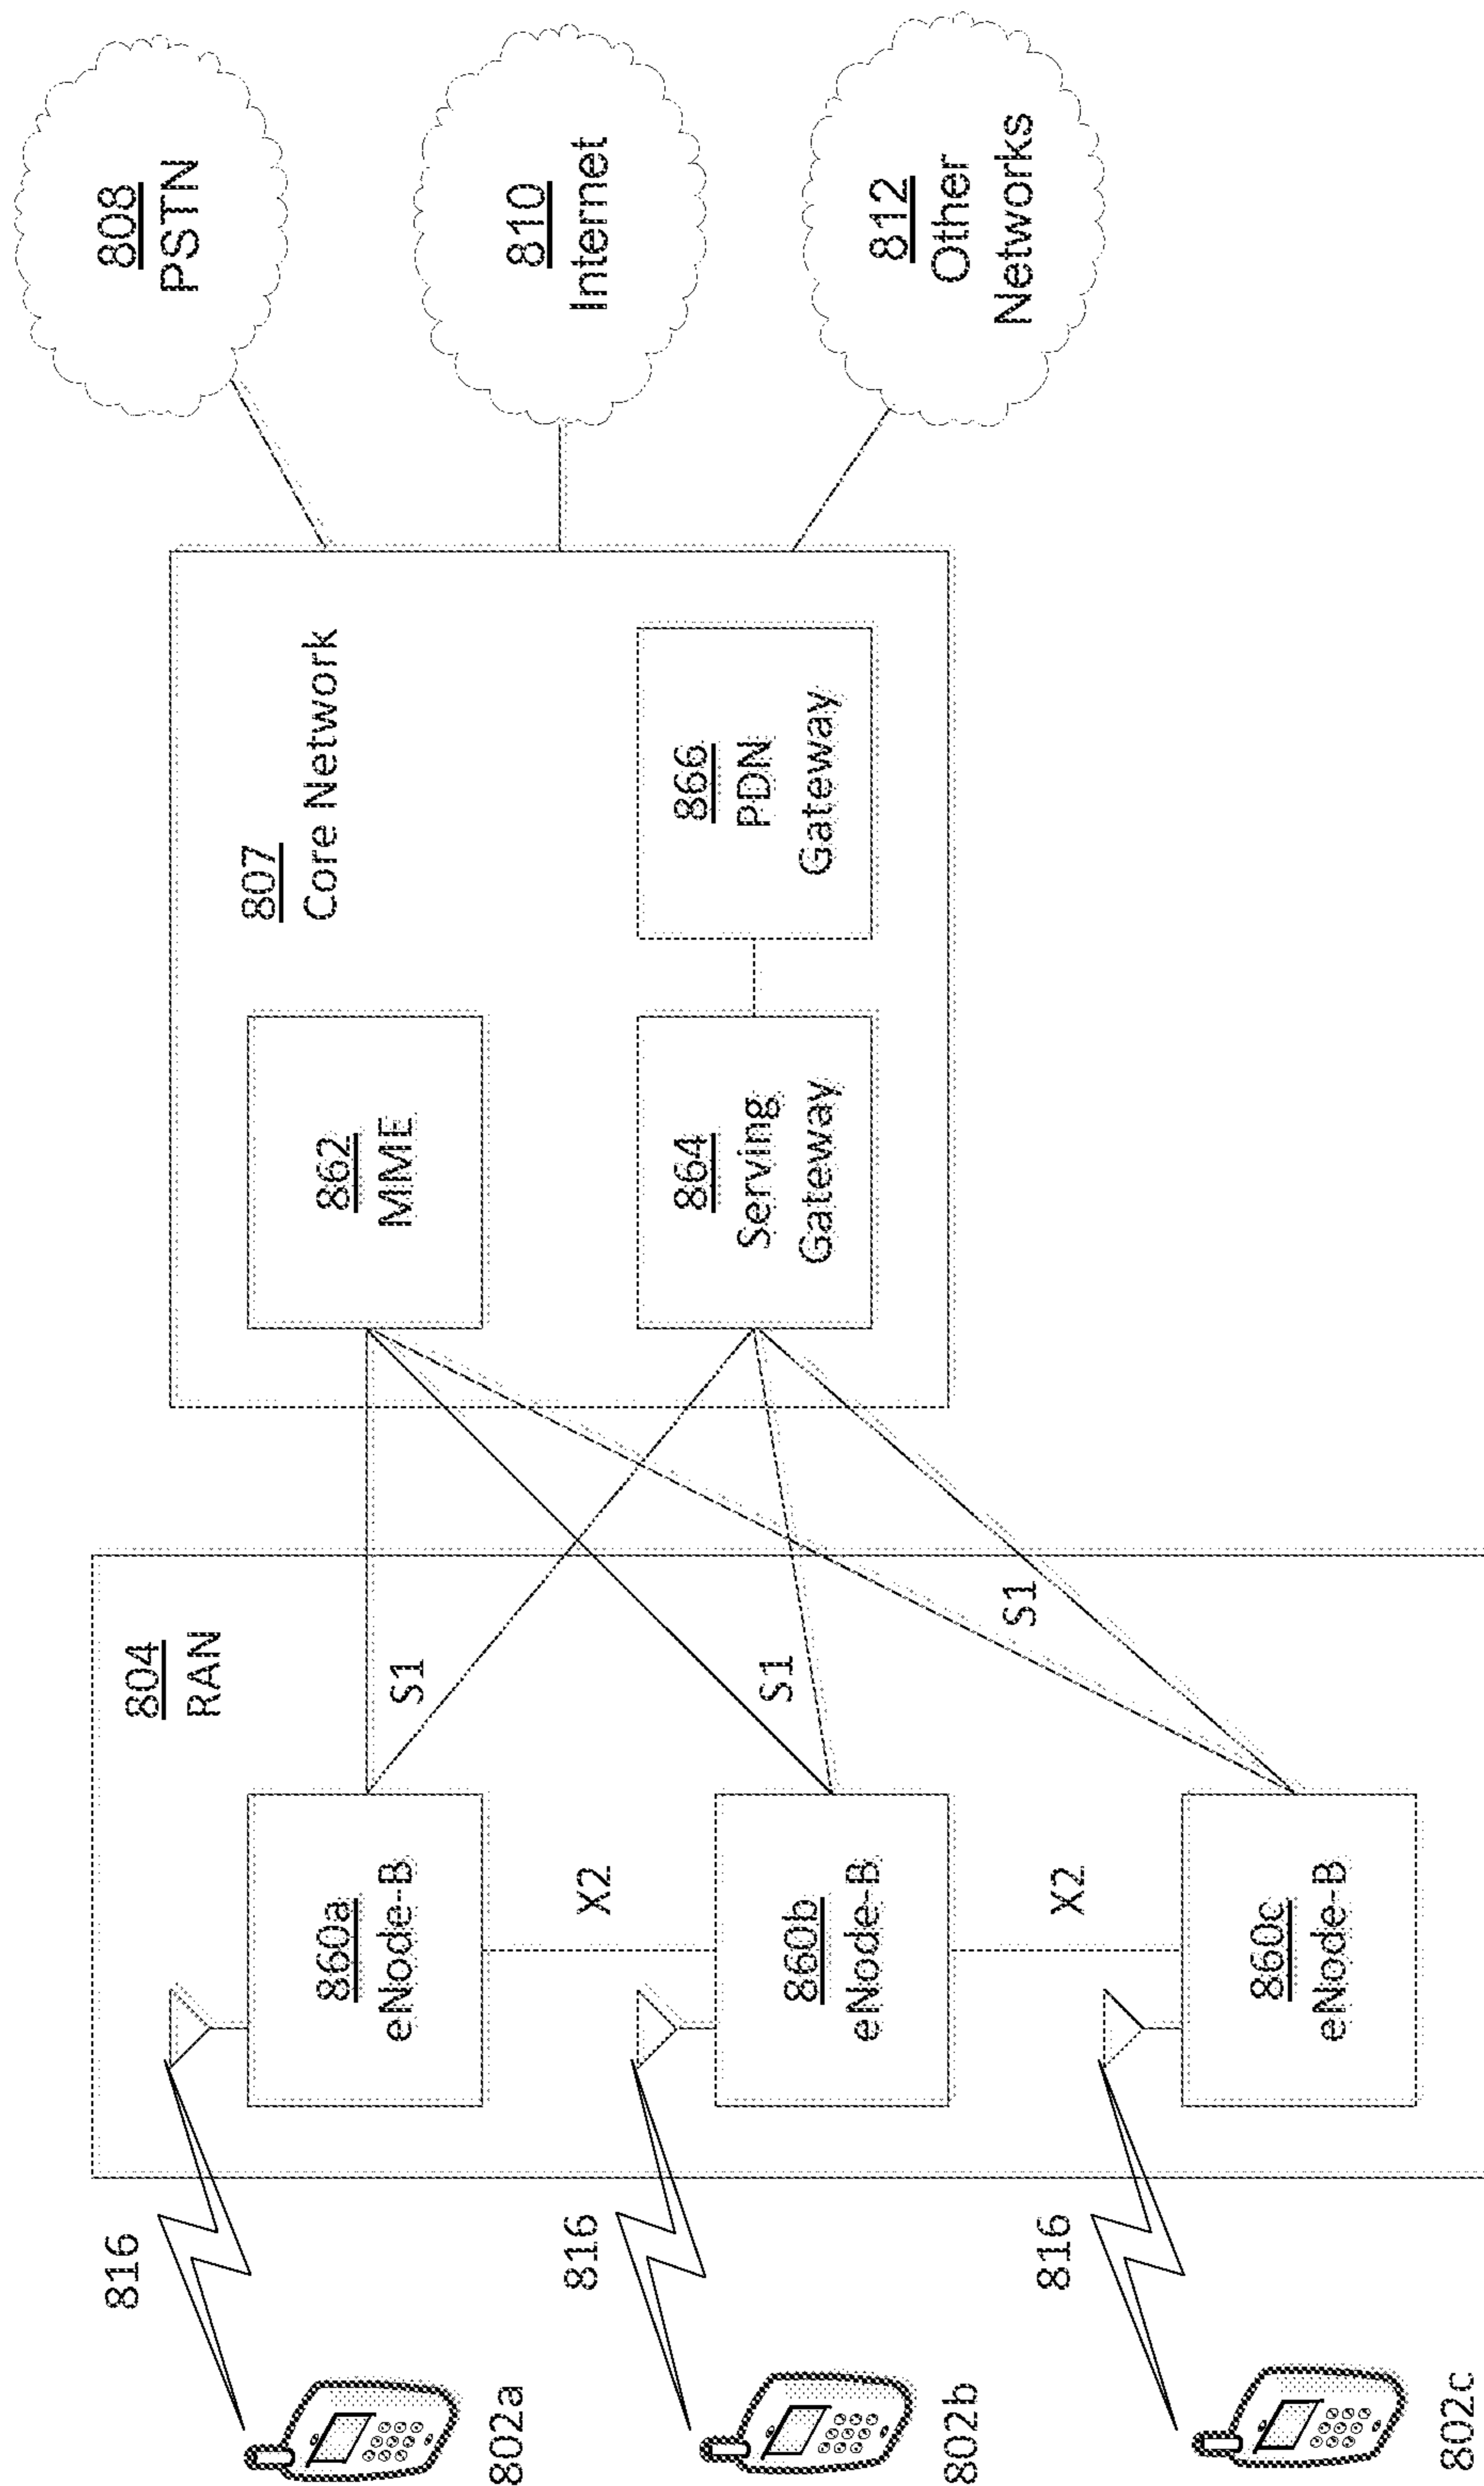 816
802a
816
802b
816
802c
804
RAN
860a
eNode-B
X2
860b
eNode-B
X2
860c
eNode-B
S1
S1
S1
807
Core Network
862
MME
864
Serving
Gateway
866
PDN
Gateway
808
PSTN
810
Internet
812
Other
Networks